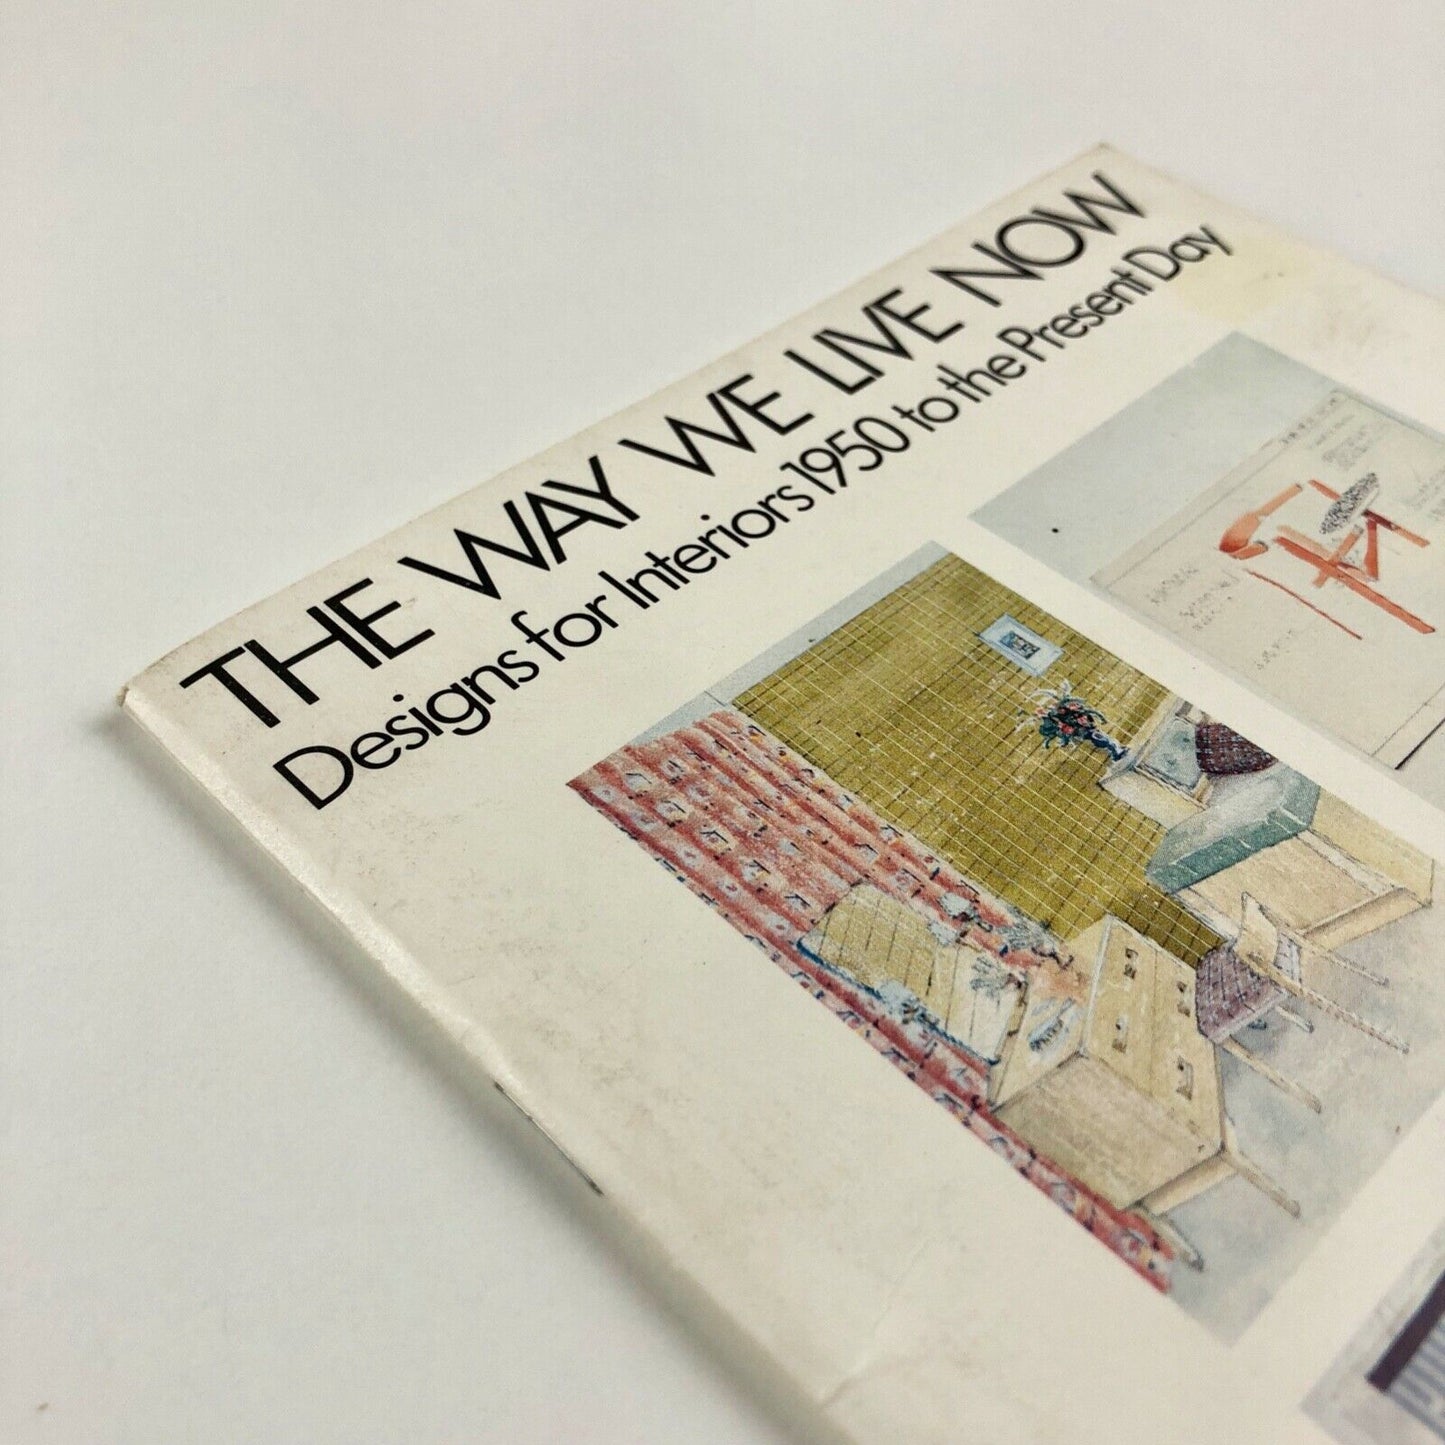 THE WAY WE LIVE NOW
Designs for Interiors 1950 to the Present Day